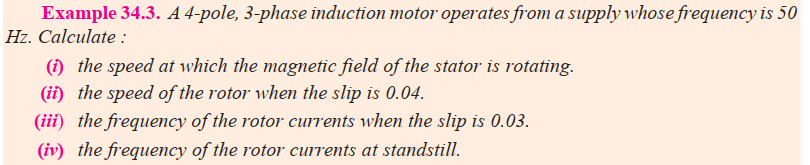 Example 34.3. A 4-pole, 3-phase induction motor operates from a supply whose frequency is 50
Hz. Calculate :
(i) the speed at which the magnetic field of the stator is rotating.
(ii) the speed of the rotor when the slip is 0.04.
(iii) the frequency of the rotor currents when the slip is 0.03.
(iv) the frequency of the rotor currents at standstill.